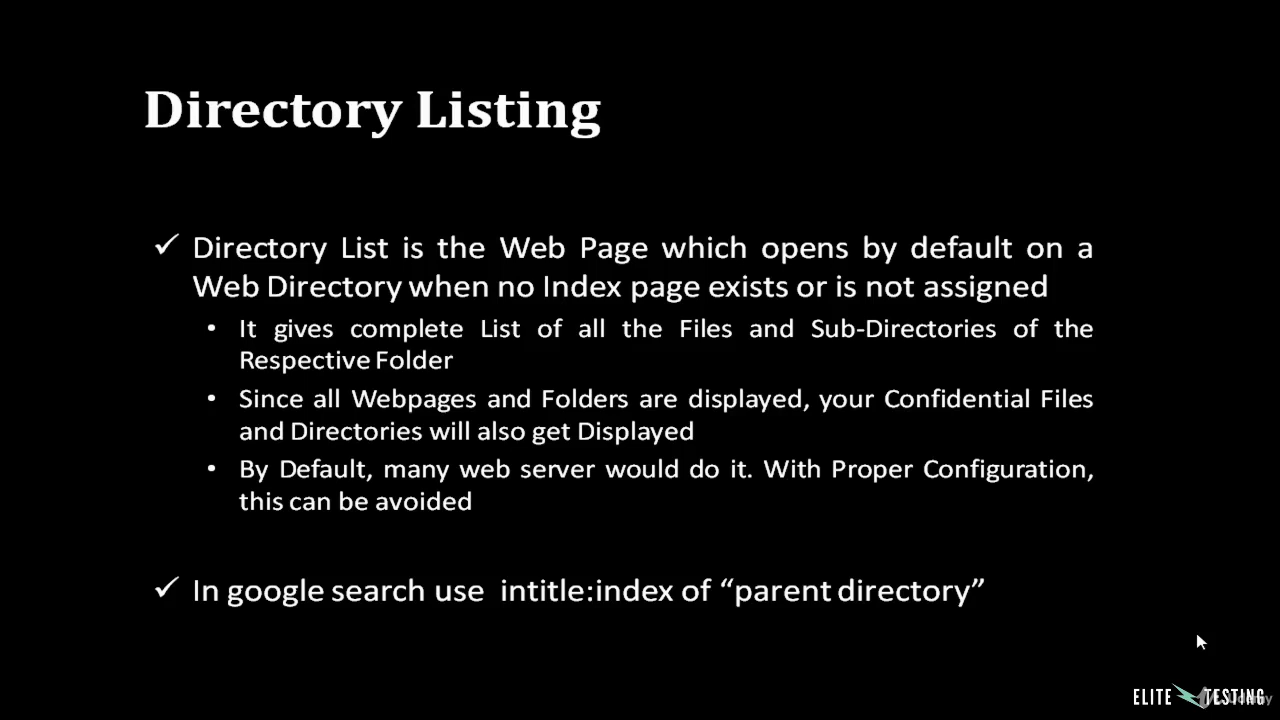 Directory Listing
✓ Directory List is the Web Page which opens by default on a
Web Directory when no Index page exists or is not assigned
• It gives complete List of all the Files and Sub-Directories of the
Respective Folder
• Since all Webpages and Folders are displayed, your Confidential Files
and Directories will also get Displayed
• By Default, many web server would do it. With Proper Configuration,
this can be avoided
✓ In google search use intitle:index of “parent directory”
ELITE TESTING